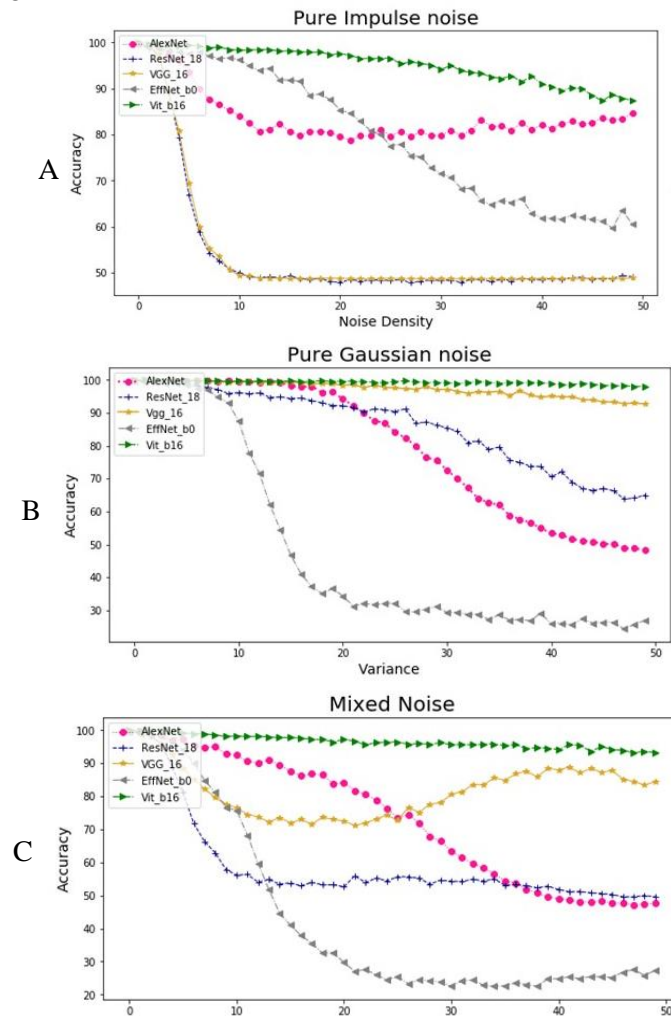 Pure Impulse noise
A
Accuracy
100
90
80
70
60
50
AlexNet
ResNet_18
VGG_16
EffNet_b0
Vit_b16
0 10 20 30 40 50
Noise Density
Pure Gaussian noise
B
Accuracy
100
90
80
70
60
50
40
30
AlexNet
ResNet_18
Vgg_16
EffNet_b0
Vit_b16
0 10 20 30 40 50
Variance
Mixed Noise
C
Accuracy
100
90
80
70
60
50
40
30
20
AlexNet
ResNet_18
VGG_16
EffNet_b0
Vit_b16
0 10 20 30 40 50